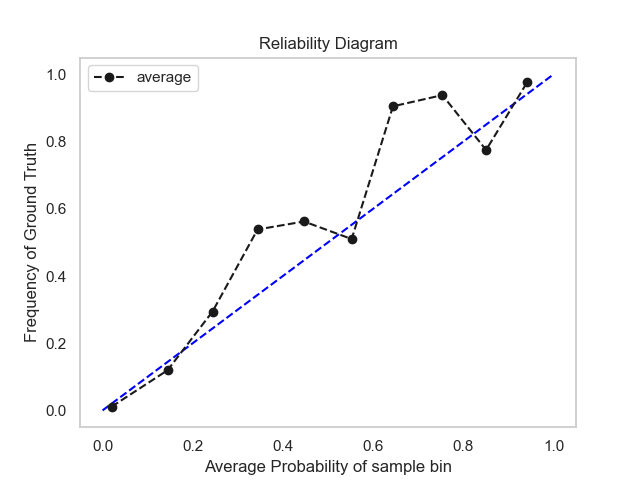 Reliability Diagram
average
1.0
0.8
0.6
0.4
0.2
0.0
Frequency of Ground Truth
0.0 0.2 0.4 0.6 0.8 1.0
Average Probability of sample bin